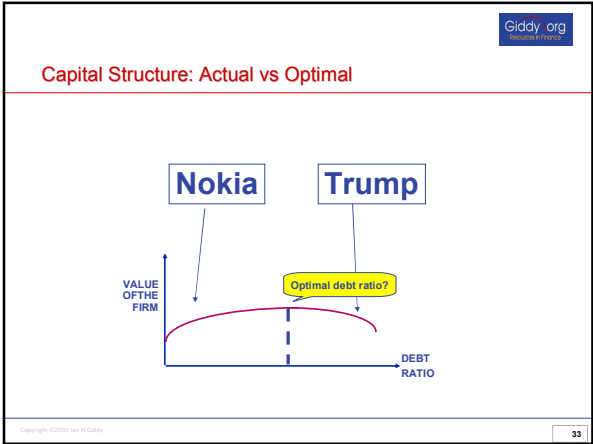 Giddy org
Resources in Finance
Capital Structure: Actual vs Optimal
Nokia
Trump
VALUE
OFTHE
FIRM
Optimal debt ratio?
DEBT
RATIO
Copyright ©2005 Ian H Giddy
33